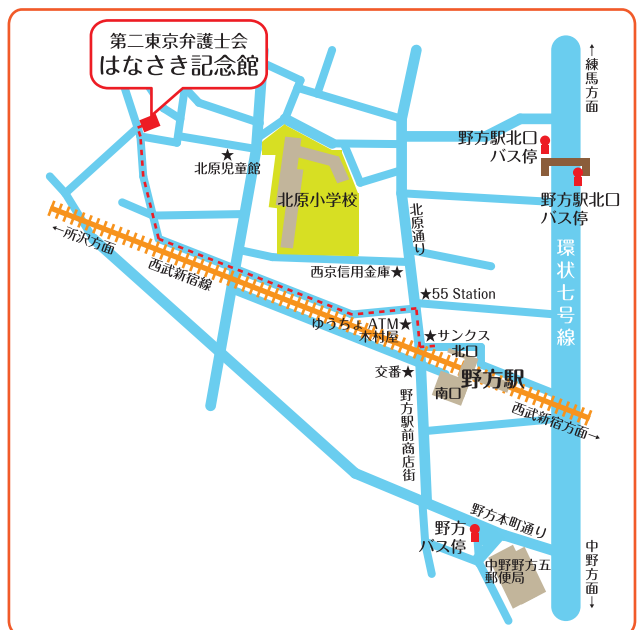 第二東京弁護士会
はなさき記念館
↑練馬方面
野方駅北口
バス停
北原児童館
野方駅北口
バス停
北原小学校
北原通り
←所沢方面
環状七号線
西武新宿線
西京信用金庫
55 Station
ゆうちょ ATM
木村屋
サンクス
北口
野方駅
交番
南口
野方駅前商店街
西武新宿方面→
野方本町通り
野方
バス停
中野方面→
中野野方五
郵便局